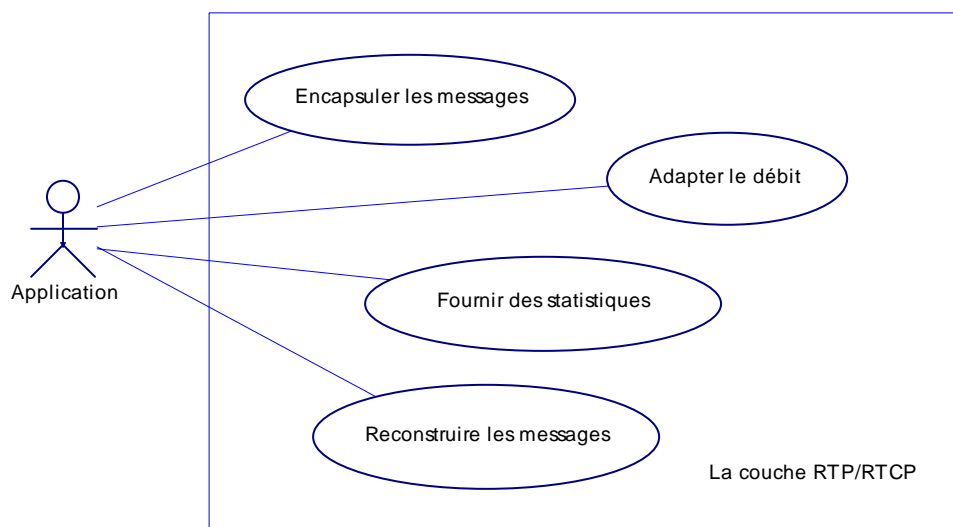 Encapsuler les messages
Adapter le débit
Application
Fournir des statistiques
Reconstruire les messages
La couche RTP/RTCP